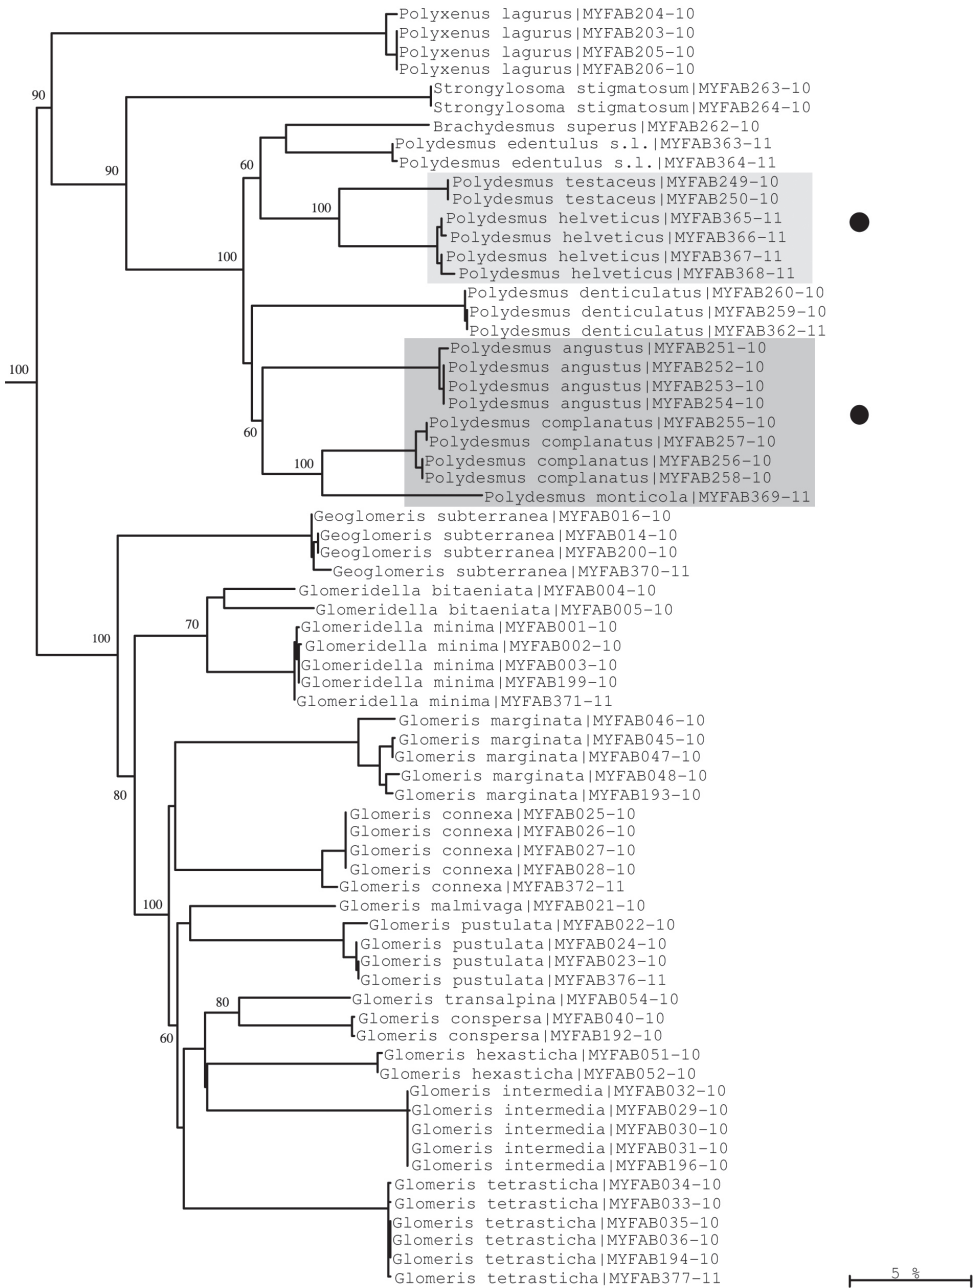 Polyxenus lagurus|MYFAB204-10
Polyxenus lagurus|MYFAB203-10
Polyxenus lagurus|MYFAB205-10
Polyxenus lagurus|MYFAB206-10
Strongylosoma stigmatosum|MYFAB263-10
90
Strongylosoma stigmatosum|MYFAB264-10
Brachydesmus superus|MYFAB262-10
Polydesmus edentulus s.l.|MYFAB363-11
Polydesmus edentulus s.l.|MYFAB364-11
60
90
Polydesmus testaceus|MYFAB249-10
Polydesmus testaceus|MYFAB250-10
100
Polydesmus helveticus|MYFAB365-11
Polydesmus helveticus|MYFAB366-11
Polydesmus helveticus|MYFAB367-11
100
Polydesmus helveticus|MYFAB368-11
Polydesmus denticulatus|MYFAB260-10
Polydesmus denticulatus|MYFAB259-10
Polydesmus denticulatus|MYFAB362-11
Polydesmus angustus|MYFAB251-10
Polydesmus angustus|MYFAB252-10
100
Polydesmus angustus|MYFAB253-10
Polydesmus angustus|MYFAB254-10
Polydesmus complanatus|MYFAB255-10
60
Polydesmus complanatus|MYFAB257-10
Polydesmus complanatus|MYFAB256-10
100
Polydesmus complanatus|MYFAB258-10
Polydesmus monticola|MYFAB369-11
Geoglomeris subterranea|MYFAB016-10
Geoglomeris subterranea|MYFAB014-10
Geoglomeris subterranea|MYFAB200-10
Geoglomeris subterranea|MYFAB370-11
Glomeridella bitaeniata|MYFAB004-10
Glomeridella bitaeniata|MYFAB005-10
70
Glomeridella minima|MYFAB001-10
100
Glomeridella minima|MYFAB002-10
Glomeridella minima|MYFAB003-10
Glomeridella minima|MYFAB199-10
Glomeridella minima|MYFAB371-11
Glomeris marginata|MYFAB046-10
Glomeris marginata|MYFAB045-10
Glomeris marginata|MYFAB047-10
Glomeris marginata|MYFAB048-10
80
Glomeris marginata|MYFAB193-10
Glomeris connexa|MYFAB025-10
Glomeris connexa|MYFAB026-10
Glomeris connexa|MYFAB027-10
Glomeris connexa|MYFAB028-10
Glomeris connexa|MYFAB372-11
100
Glomeris malmivaga|MYFAB021-10
Glomeris pustulata|MYFAB022-10
Glomeris pustulata|MYFAB024-10
Glomeris pustulata|MYFAB023-10
Glomeris pustulata|MYFAB376-11
80
Glomeris transalpina|MYFAB054-10
Glomeris conspersa|MYFAB040-10
60
Glomeris conspersa|MYFAB192-10
Glomeris hexasticha|MYFAB051-10
Glomeris hexasticha|MYFAB052-10
Glomeris intermedia|MYFAB032-10
Glomeris intermedia|MYFAB029-10
Glomeris intermedia|MYFAB030-10
Glomeris intermedia|MYFAB031-10
Glomeris intermedia|MYFAB196-10
Glomeris tetrasticha|MYFAB034-10
Glomeris tetrasticha|MYFAB033-10
Glomeris tetrasticha|MYFAB035-10
Glomeris tetrasticha|MYFAB036-10
Glomeris tetrasticha|MYFAB194-10
Glomeris tetrasticha|MYFAB377-11
5 %